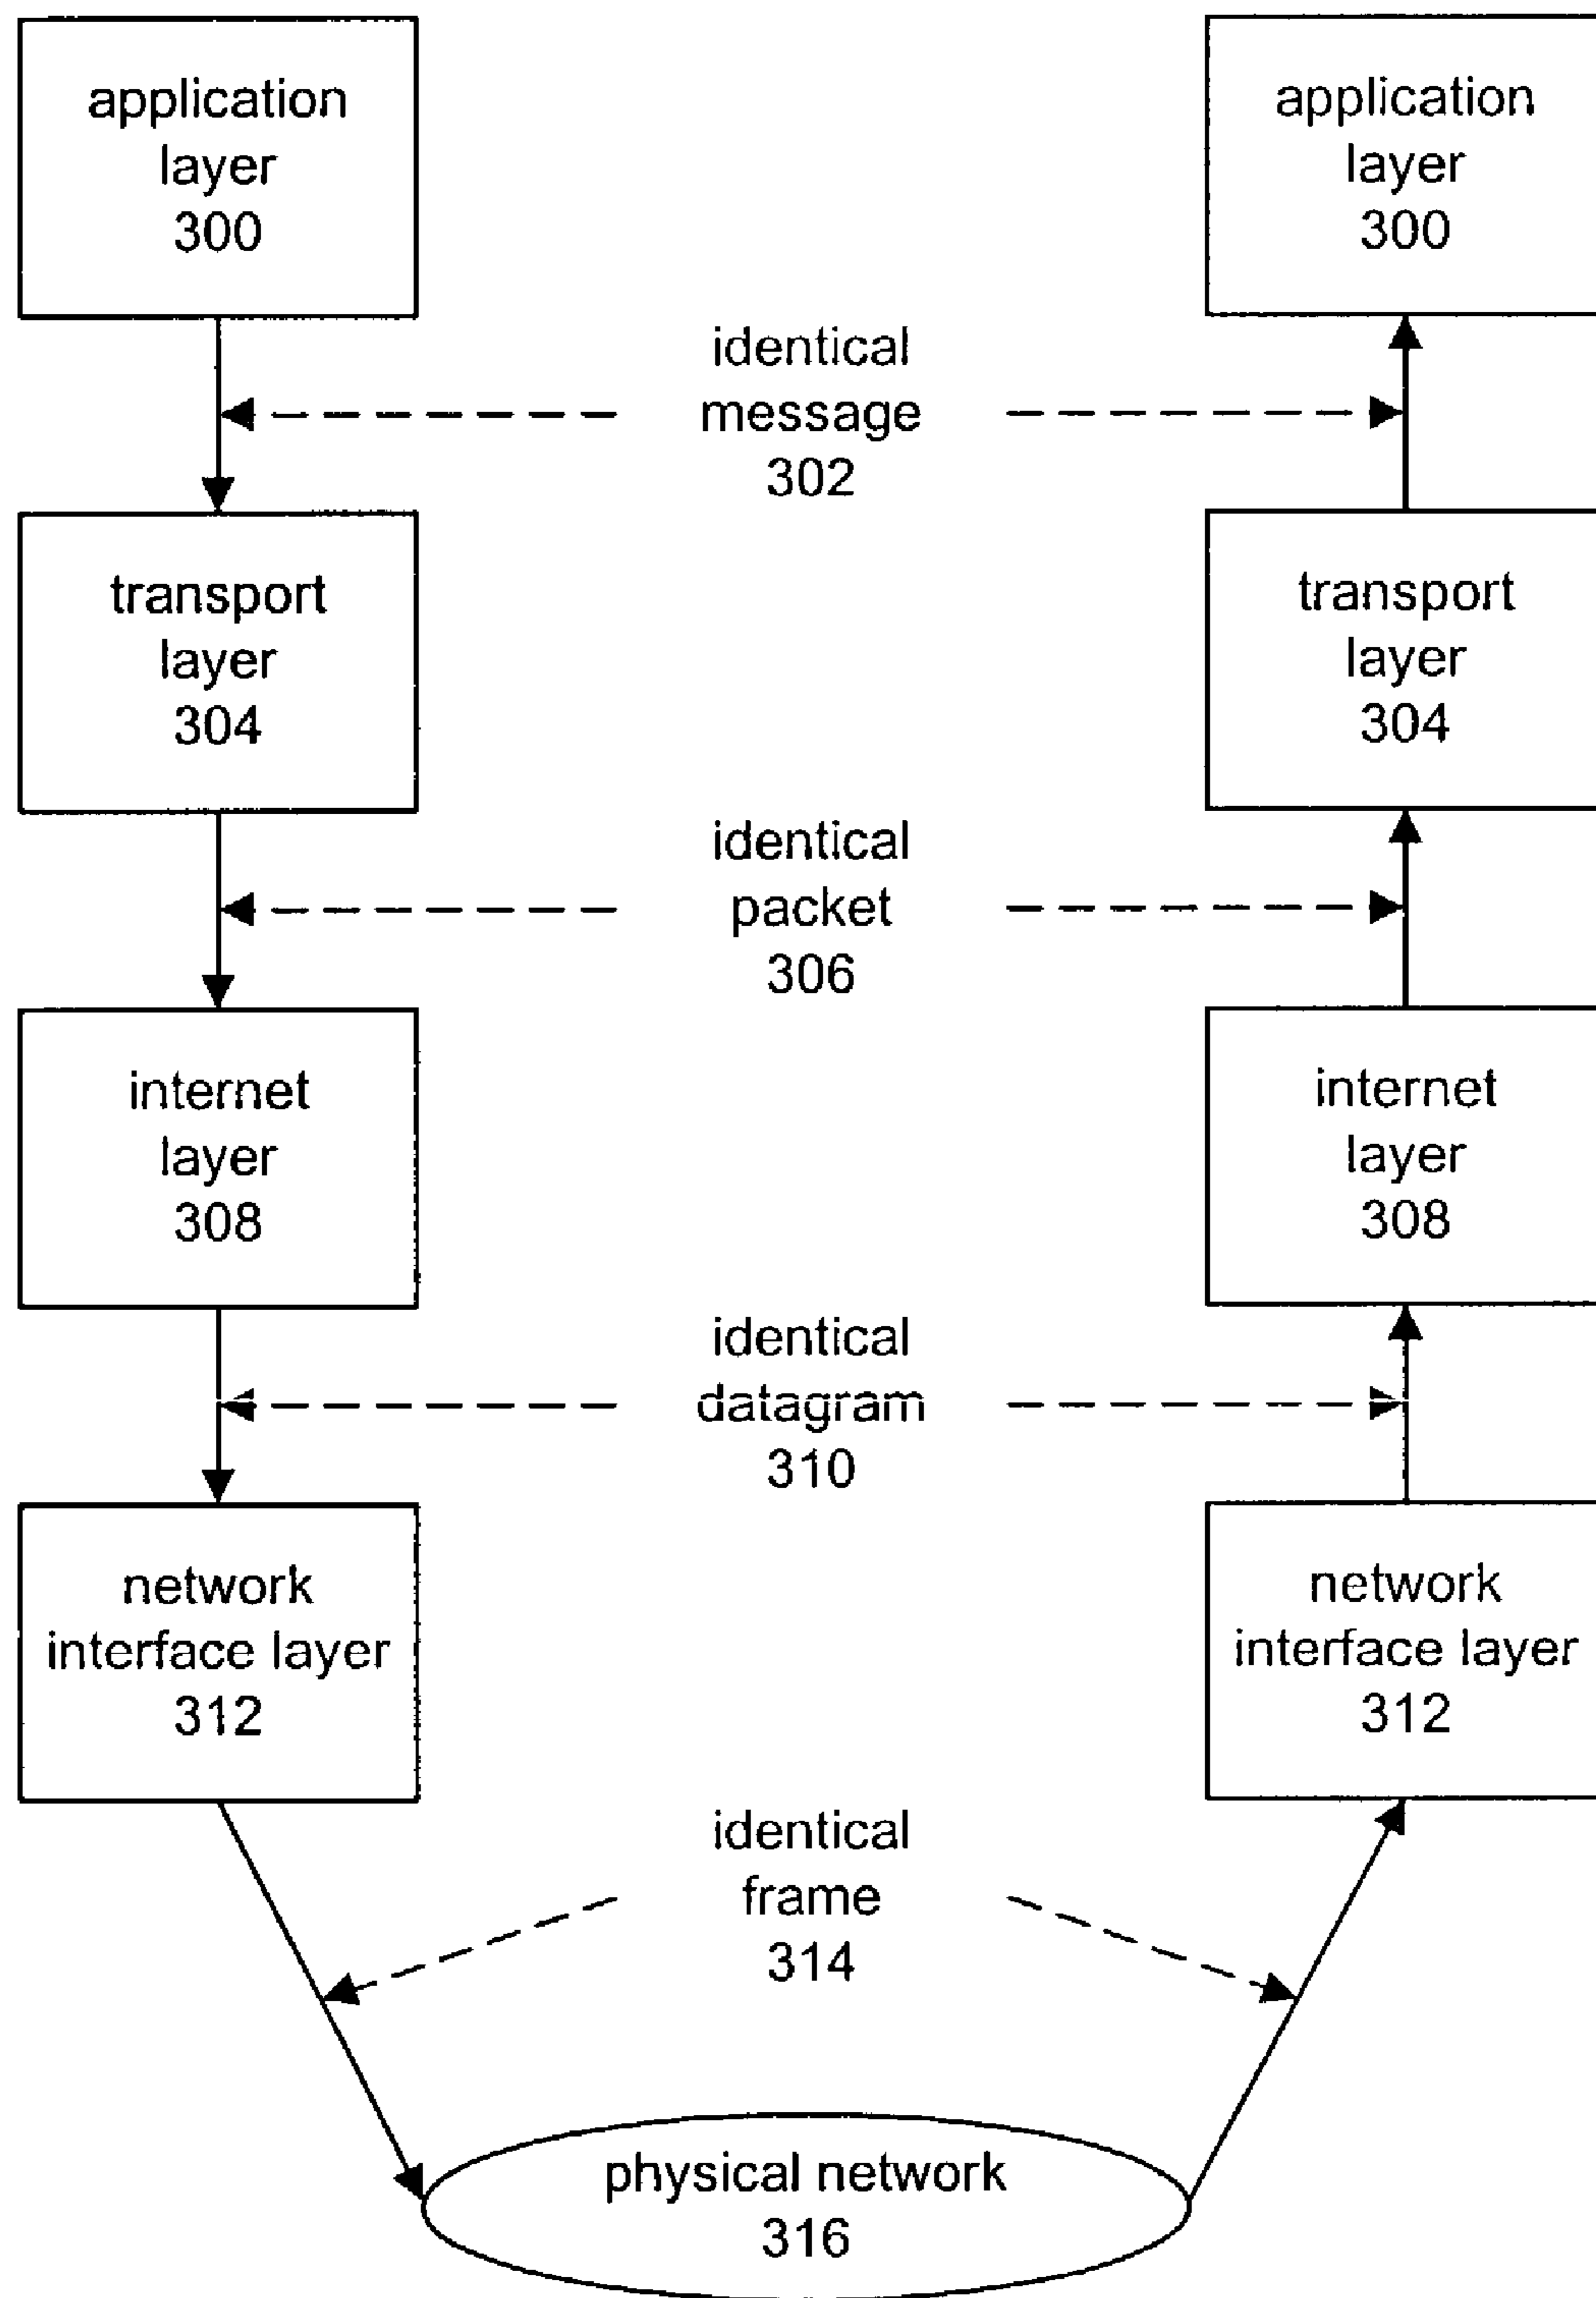 application
layer
300
application
layer
300
identical
message
302
transport
layer
304
transport
layer
304
identical
packet
306
internet
layer
308
internet
layer
308
identical
datagram
310
network
interface layer
312
network
interface layer
312
identical
frame
314
physical network
316